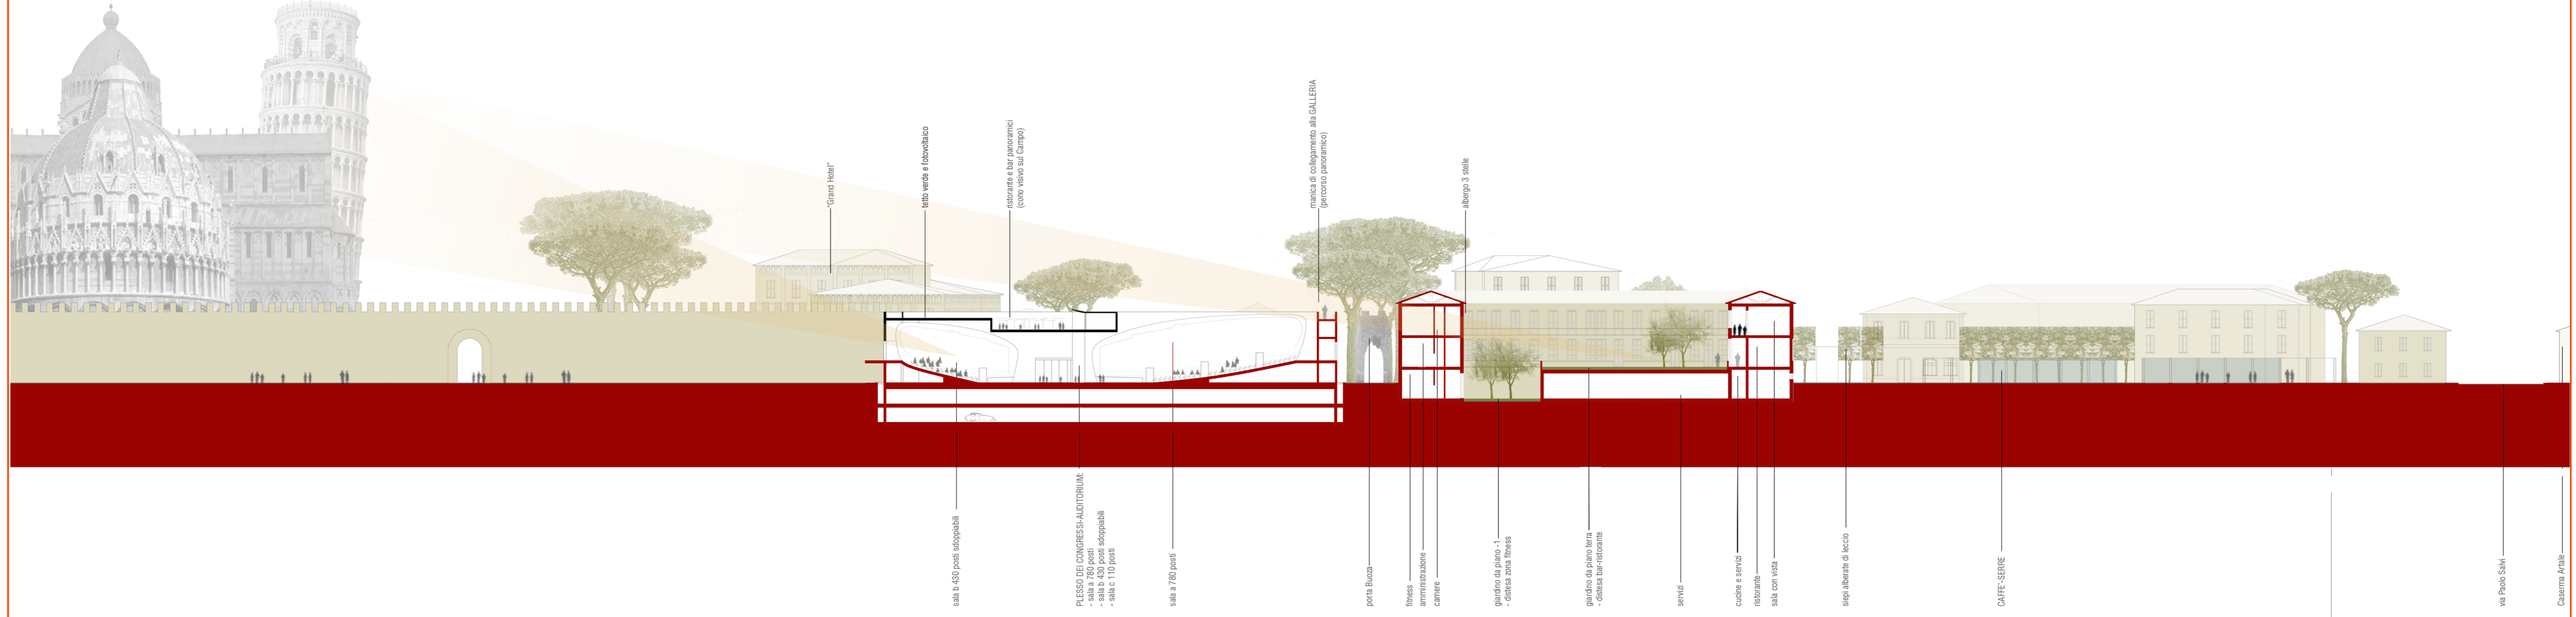 "Grand Hotel"
tetto verde e fotovoltaico
ristorante e bar panoramici
(cono visivo sul Campo)
manica di collegamento alla GALLERIA
(percorso panoramico)
albergo 3 stelle
sala b 430 posti sdoppiabili
PLESSO DEI CONGRESSI-AUDITORIUM:
- sala a 780 posti
- sala b 430 posti sdoppiabili
- sala c 110 posti
sala a 780 posti
porta Buoza
fitness
amministrazione
camere
giardino da piano -1
- distesa zona fitness
giardino da piano terra
- distesa bar-ristorante
servizi
cucine e servizi
ristorante
sala con vista
siepi alberate di leccio
CAFFE'-SERRE
via Paolo Salvi
Caserma Artale